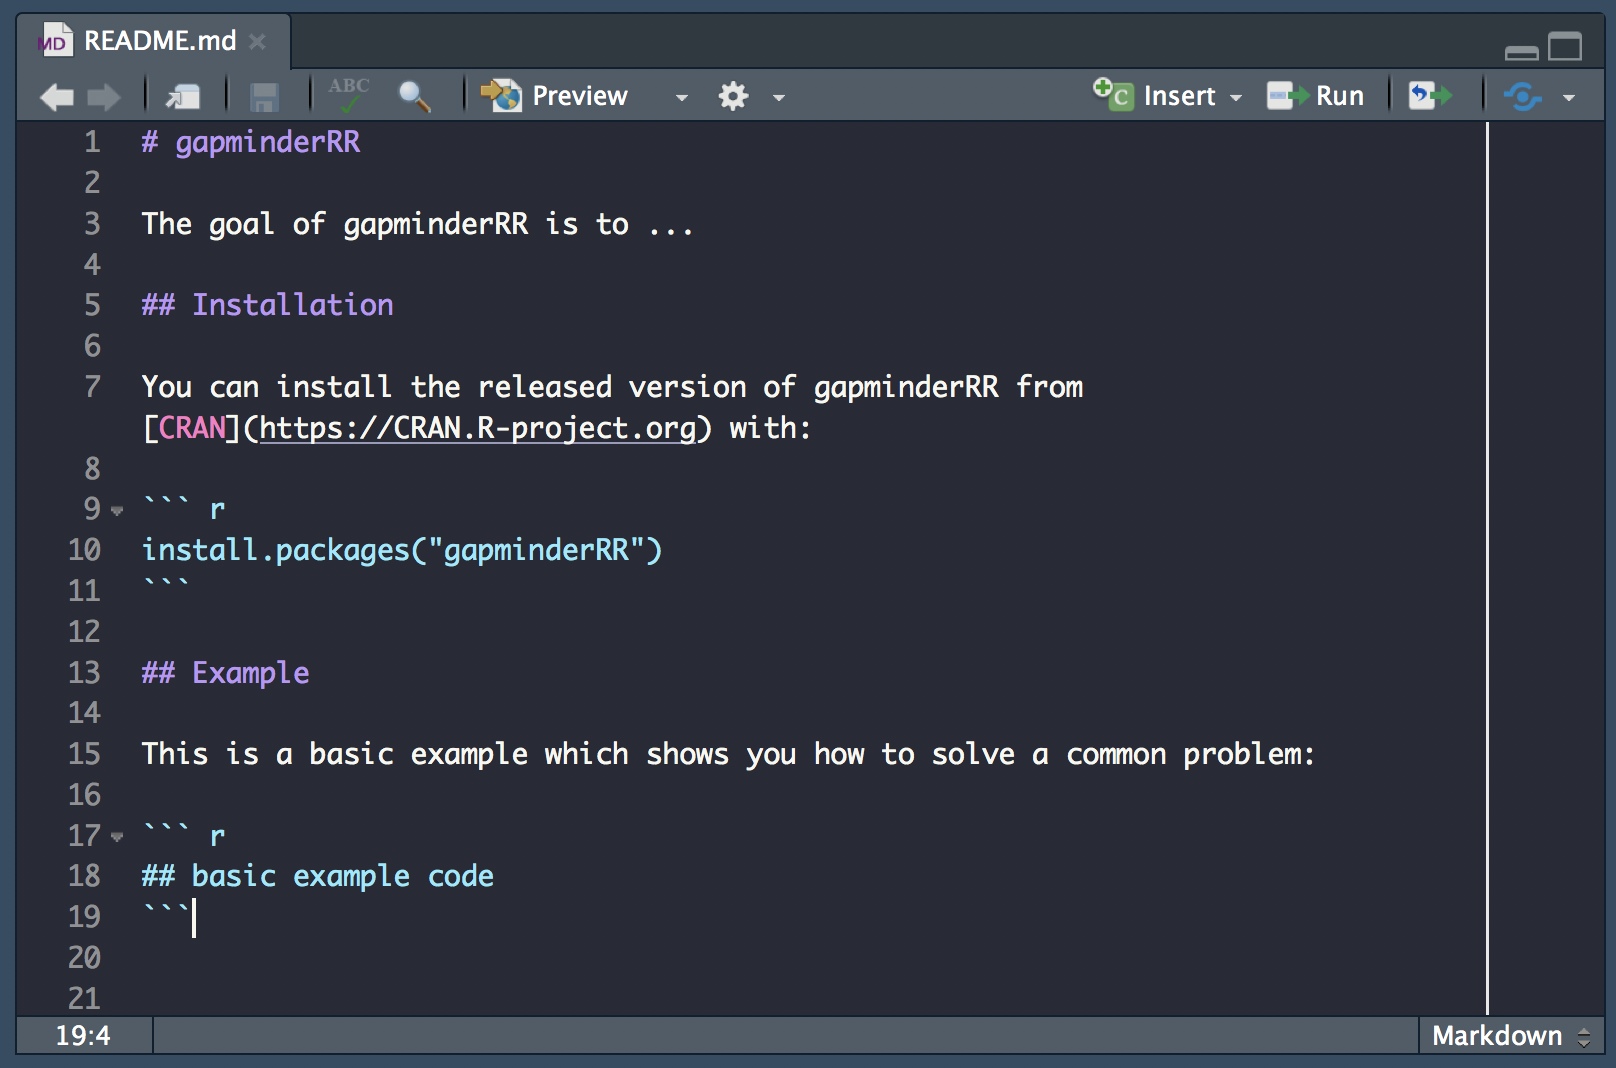 MD README.md
ABC Preview Insert Run
1 # gapminderRR
2
3 The goal of gapminderRR is to ...
4
5 ## Installation
6
7 You can install the released version of gapminderRR from
[CRAN](https://CRAN.R-project.org) with:
8
9 ``` r
10 install.packages("gapminderRR")
11 ```
12
13 ## Example
14
15 This is a basic example which shows you how to solve a common problem:
16
17 ``` r
18 ## basic example code
19 ```
20
21
19:4 Markdown